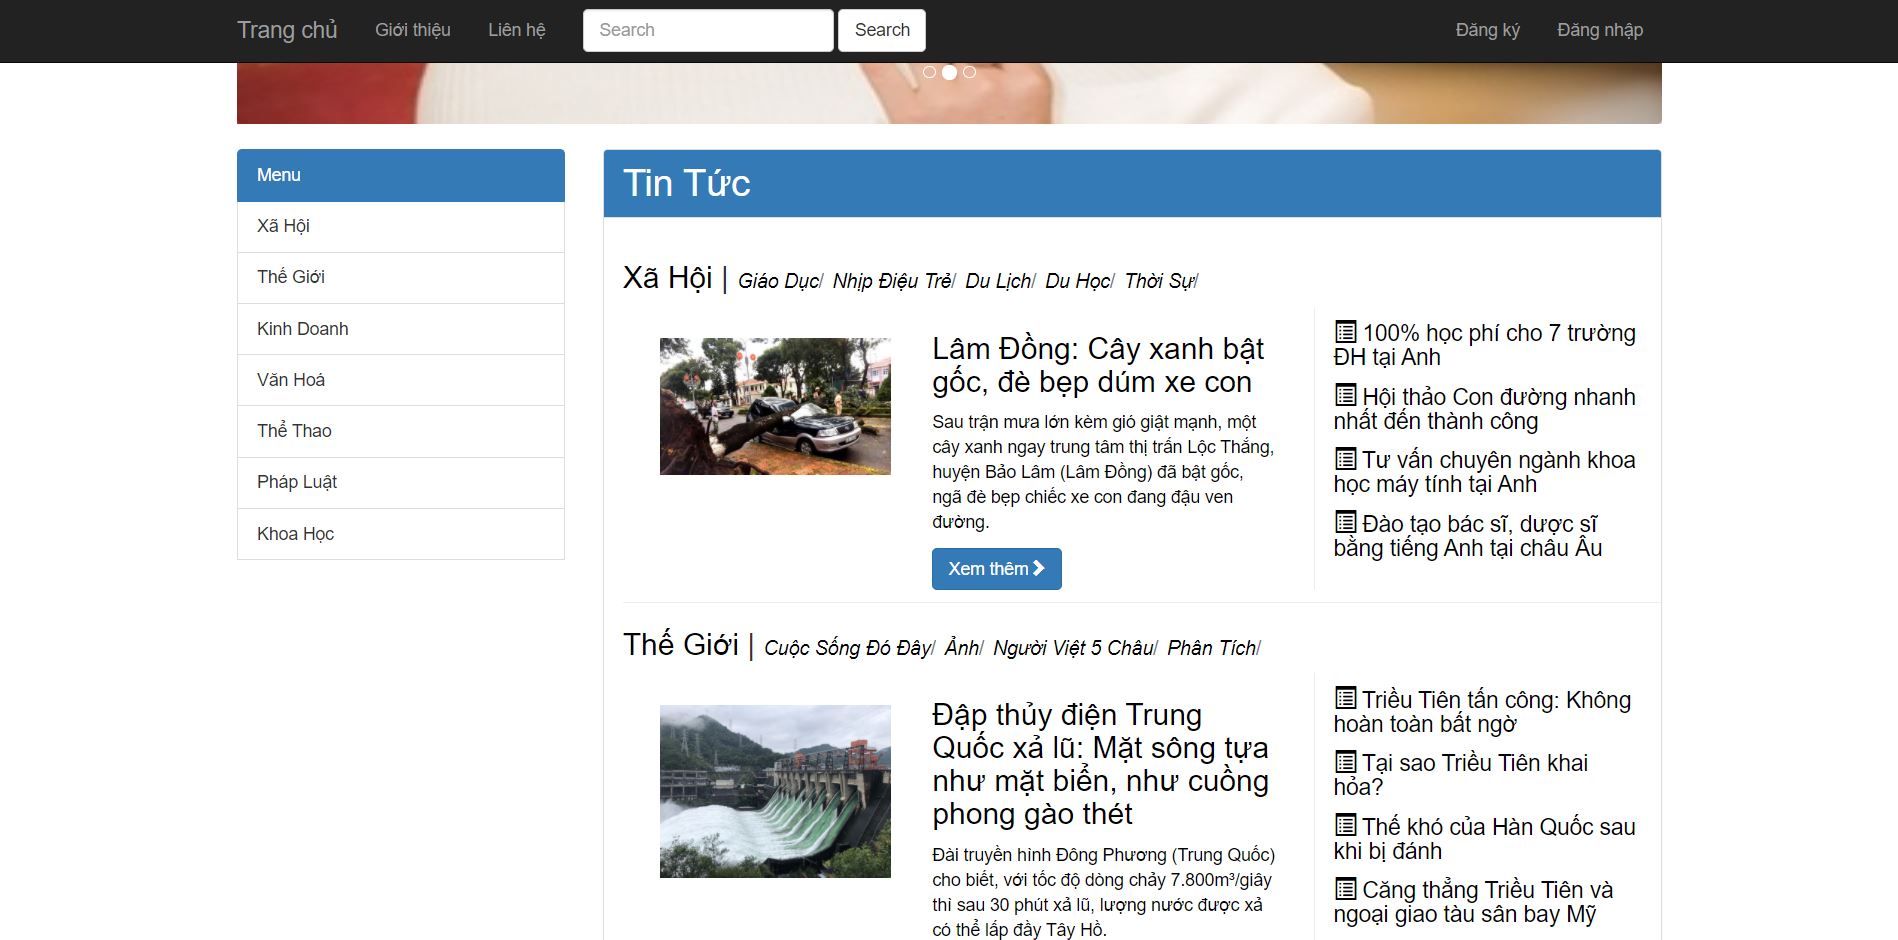 Trang chủ Giới thiệu Liên hệ Search Search Đăng ký Đăng nhập
Menu
Xã Hội
Thế Giới
Kinh Doanh
Văn Hoá
Thể Thao
Pháp Luật
Khoa Học
Tin Tức
Xã Hội | Giáo Dục/ Nhịp Điệu Trẻ/ Du Lịch/ Du Học/ Thời Sự/
Lâm Đồng: Cây xanh bật
gốc, đè bẹp dúm xe con
Sau trận mưa lớn kèm gió giật mạnh, một
cây xanh ngay trung tâm thị trấn Lộc Thắng,
huyện Bảo Lâm (Lâm Đồng) đã bật gốc,
ngã đè bẹp chiếc xe con đang đậu ven
đường.
Xem thêm
100% học phí cho 7 trường
ĐH tại Anh
Hội thảo Con đường nhanh
nhất đến thành công
Tư vấn chuyên ngành khoa
học máy tính tại Anh
Đào tạo bác sĩ, dược sĩ
bằng tiếng Anh tại châu Âu
Thế Giới | Cuộc Sống Đó Đây/ Ảnh/ Người Việt 5 Châu/ Phân Tích/
Đập thủy điện Trung
Quốc xả lũ: Mặt sông tựa
như mặt biển, như cuồng
phong gào thét
Đài truyền hình Đông Phương (Trung Quốc)
cho biết, với tốc độ dòng chảy 7.800m³/giây
thì sau 30 phút xả lũ, lượng nước được xả
có thể lấp đầy Tây Hồ.
Triều Tiên tấn công: Không
hoàn toàn bất ngờ
Tại sao Triều Tiên khai
hỏa?
Thế khó của Hàn Quốc sau
khi bị đánh
Căng thẳng Triều Tiên và
ngoại giao tàu sân bay Mỹ